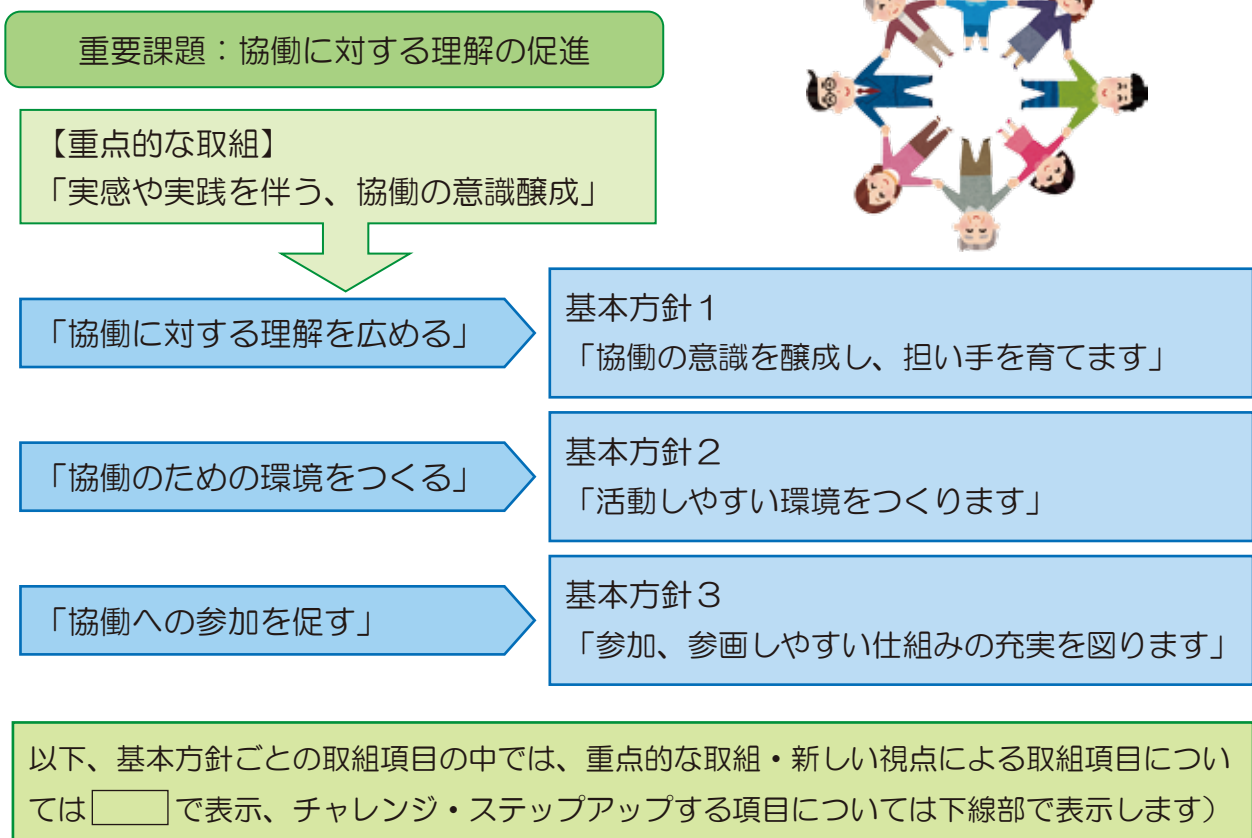 重要課題：協働に対する理解の促進
【重点的な取組】
「実感や実践を伴う、協働の意識醸成」
「協働に対する理解を広める」
基本方針１
「協働の意識を醸成し、担い手を育てます」
「協働のための環境をつくる」
基本方針２
「活動しやすい環境をつくります」
「協働への参加を促す」
基本方針３
「参加、参画しやすい仕組みの充実を図ります」
以下、基本方針ごとの取組項目の中では、重点的な取組・新しい視点による取組項目につい
ては で表示、チャレンジ・ステップアップする項目については下線部で表示します）